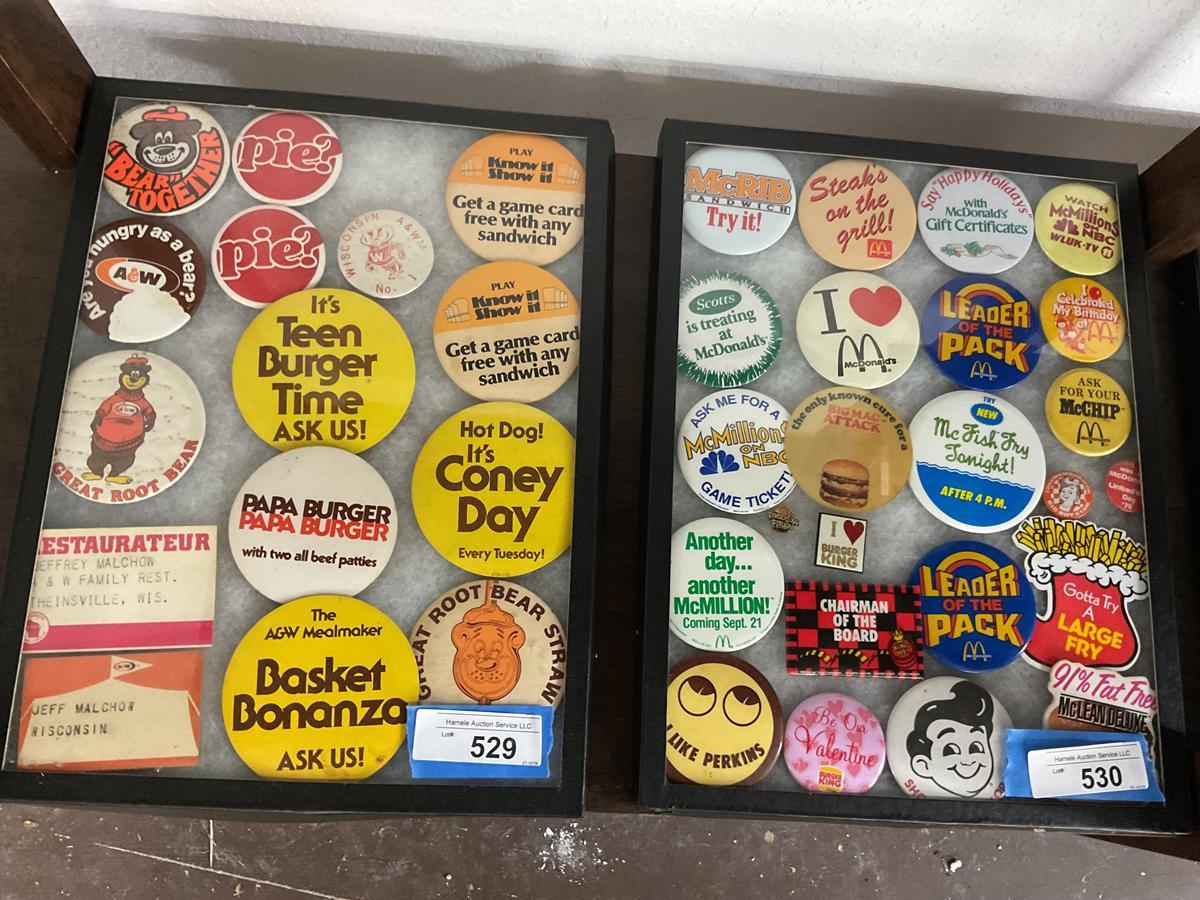 "BEAR" TOGETHER
pie?
PLAY
Know it
Show it
Get a game card
free with any
sandwich
Are you hungry as a bear?
A&W
pie?
WISCONSIN A&W
No. 1
PLAY
Know it
Show it
Get a game card
free with any
sandwich
It's
Teen
Burger
Time
ASK US!
GREAT ROOT BEAR
PAPA BURGER
PAPA BURGER
with two all beef patties
Hot Dog!
It's
Coney
Day
Every Tuesday!
ESTAURATEUR
EFFREY MALCHOW
& W FAMILY REST.
THEINSVILLE, WIS.
The
A&W Mealmaker
Basket
Bonanza
ASK US!
GREAT ROOT BEAR STRAW
A&W
JEFF MALCHOW
WISCONSIN
Hamele Auction Service LLC
Lot#:
529
McRIB
SANDWICH
Try it!
Steak's
on the
grill!
Say "Happy Holidays"
with
McDonald's
Gift Certificates
WATCH
McMillions
ON NBC
WLUK-TV 11
Scotts
is treating
at
McDonald's
I
McDonald's
LEADER
OF THE
PACK
I
Celebrated
My Birthday
at
ASK ME FOR A
McMillions
ON NBC
GAME TICKET!
the only known cure for a
BIG MAC
ATTACK
TRY
NEW
Mc Fish Fry
Tonight!
AFTER 4 P.M.
ASK
FOR YOUR
McCHIP
McDonald's
Another
day...
another
McMILLION!
Coming Sept. 21
I
BURGER
KING
CHAIRMAN
OF THE
BOARD
LEADER
OF THE
PACK
Gotta Try
A
LARGE
FRY
I LIKE PERKINS
Be Our
Valentine
BURGER
KING
91% Fat Free
McLEAN DELUXE
Hamele Auction Service LLC
Lot#:
530